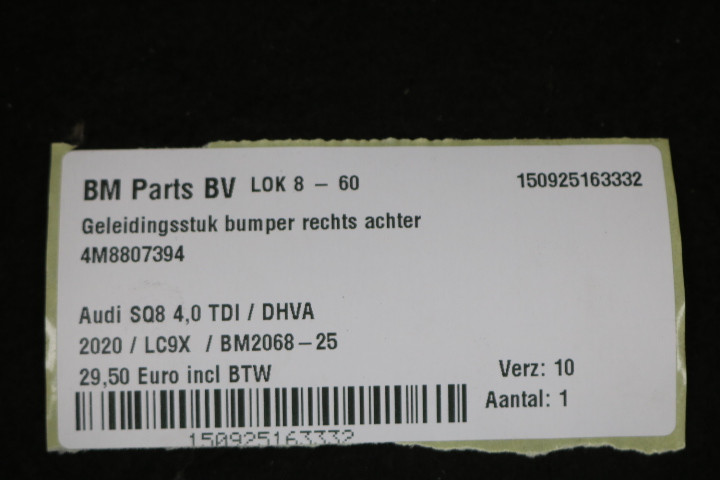 BM Parts BV LOK 8 - 60 150925163332
Geleidingsstuk bumper rechts achter
4M8807394
Audi SQ8 4,0 TDI / DHVA
2020 / LC9X / BM2068-25
29,50 Euro incl BTW Verz: 10
Aantal: 1
150925163332